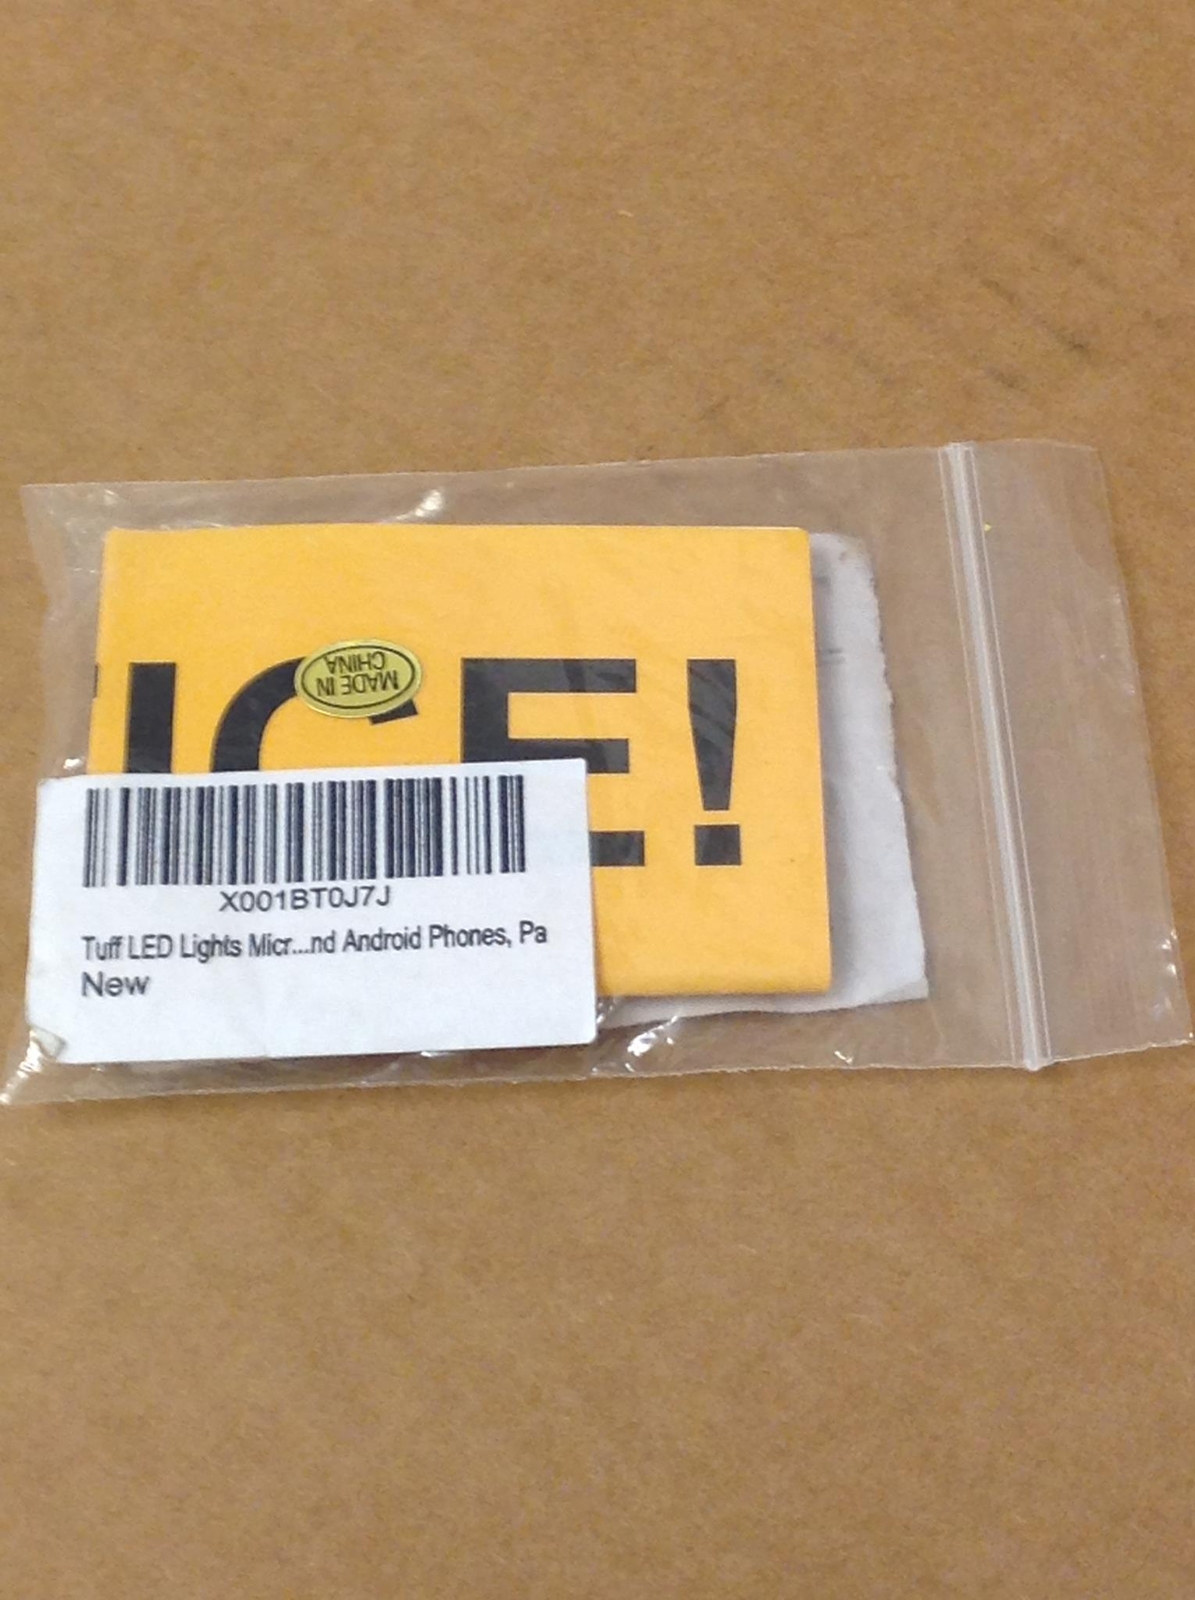 ICE!
MADE IN
CHINA
X001BT0J7J
Tuff LED Lights Micr...nd Android Phones, Pa
New